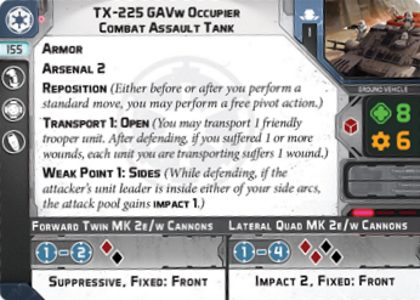 TX-225 GAVw Occupier
Combat Assault Tank
155
Armor
Arsenal 2
Reposition (Either before or after you perform a
standard move, you may perform a free pivot action.)
Transport 1: Open (You may transport 1 friendly
trooper unit. After defending, if you suffered 1 or more
wounds, each unit you are transporting suffers 1 wound.)
Weak Point 1: Sides (While defending, if the
attacker's unit leader is inside either of your side arcs,
the attack pool gains impact 1.)
Ground Vehicle
8
6
Forward Twin MK 2e/w Cannons
1 - 2
Suppressive, Fixed: Front
Lateral Quad MK 2e/w Cannons
1 - 4
Impact 2, Fixed: Front